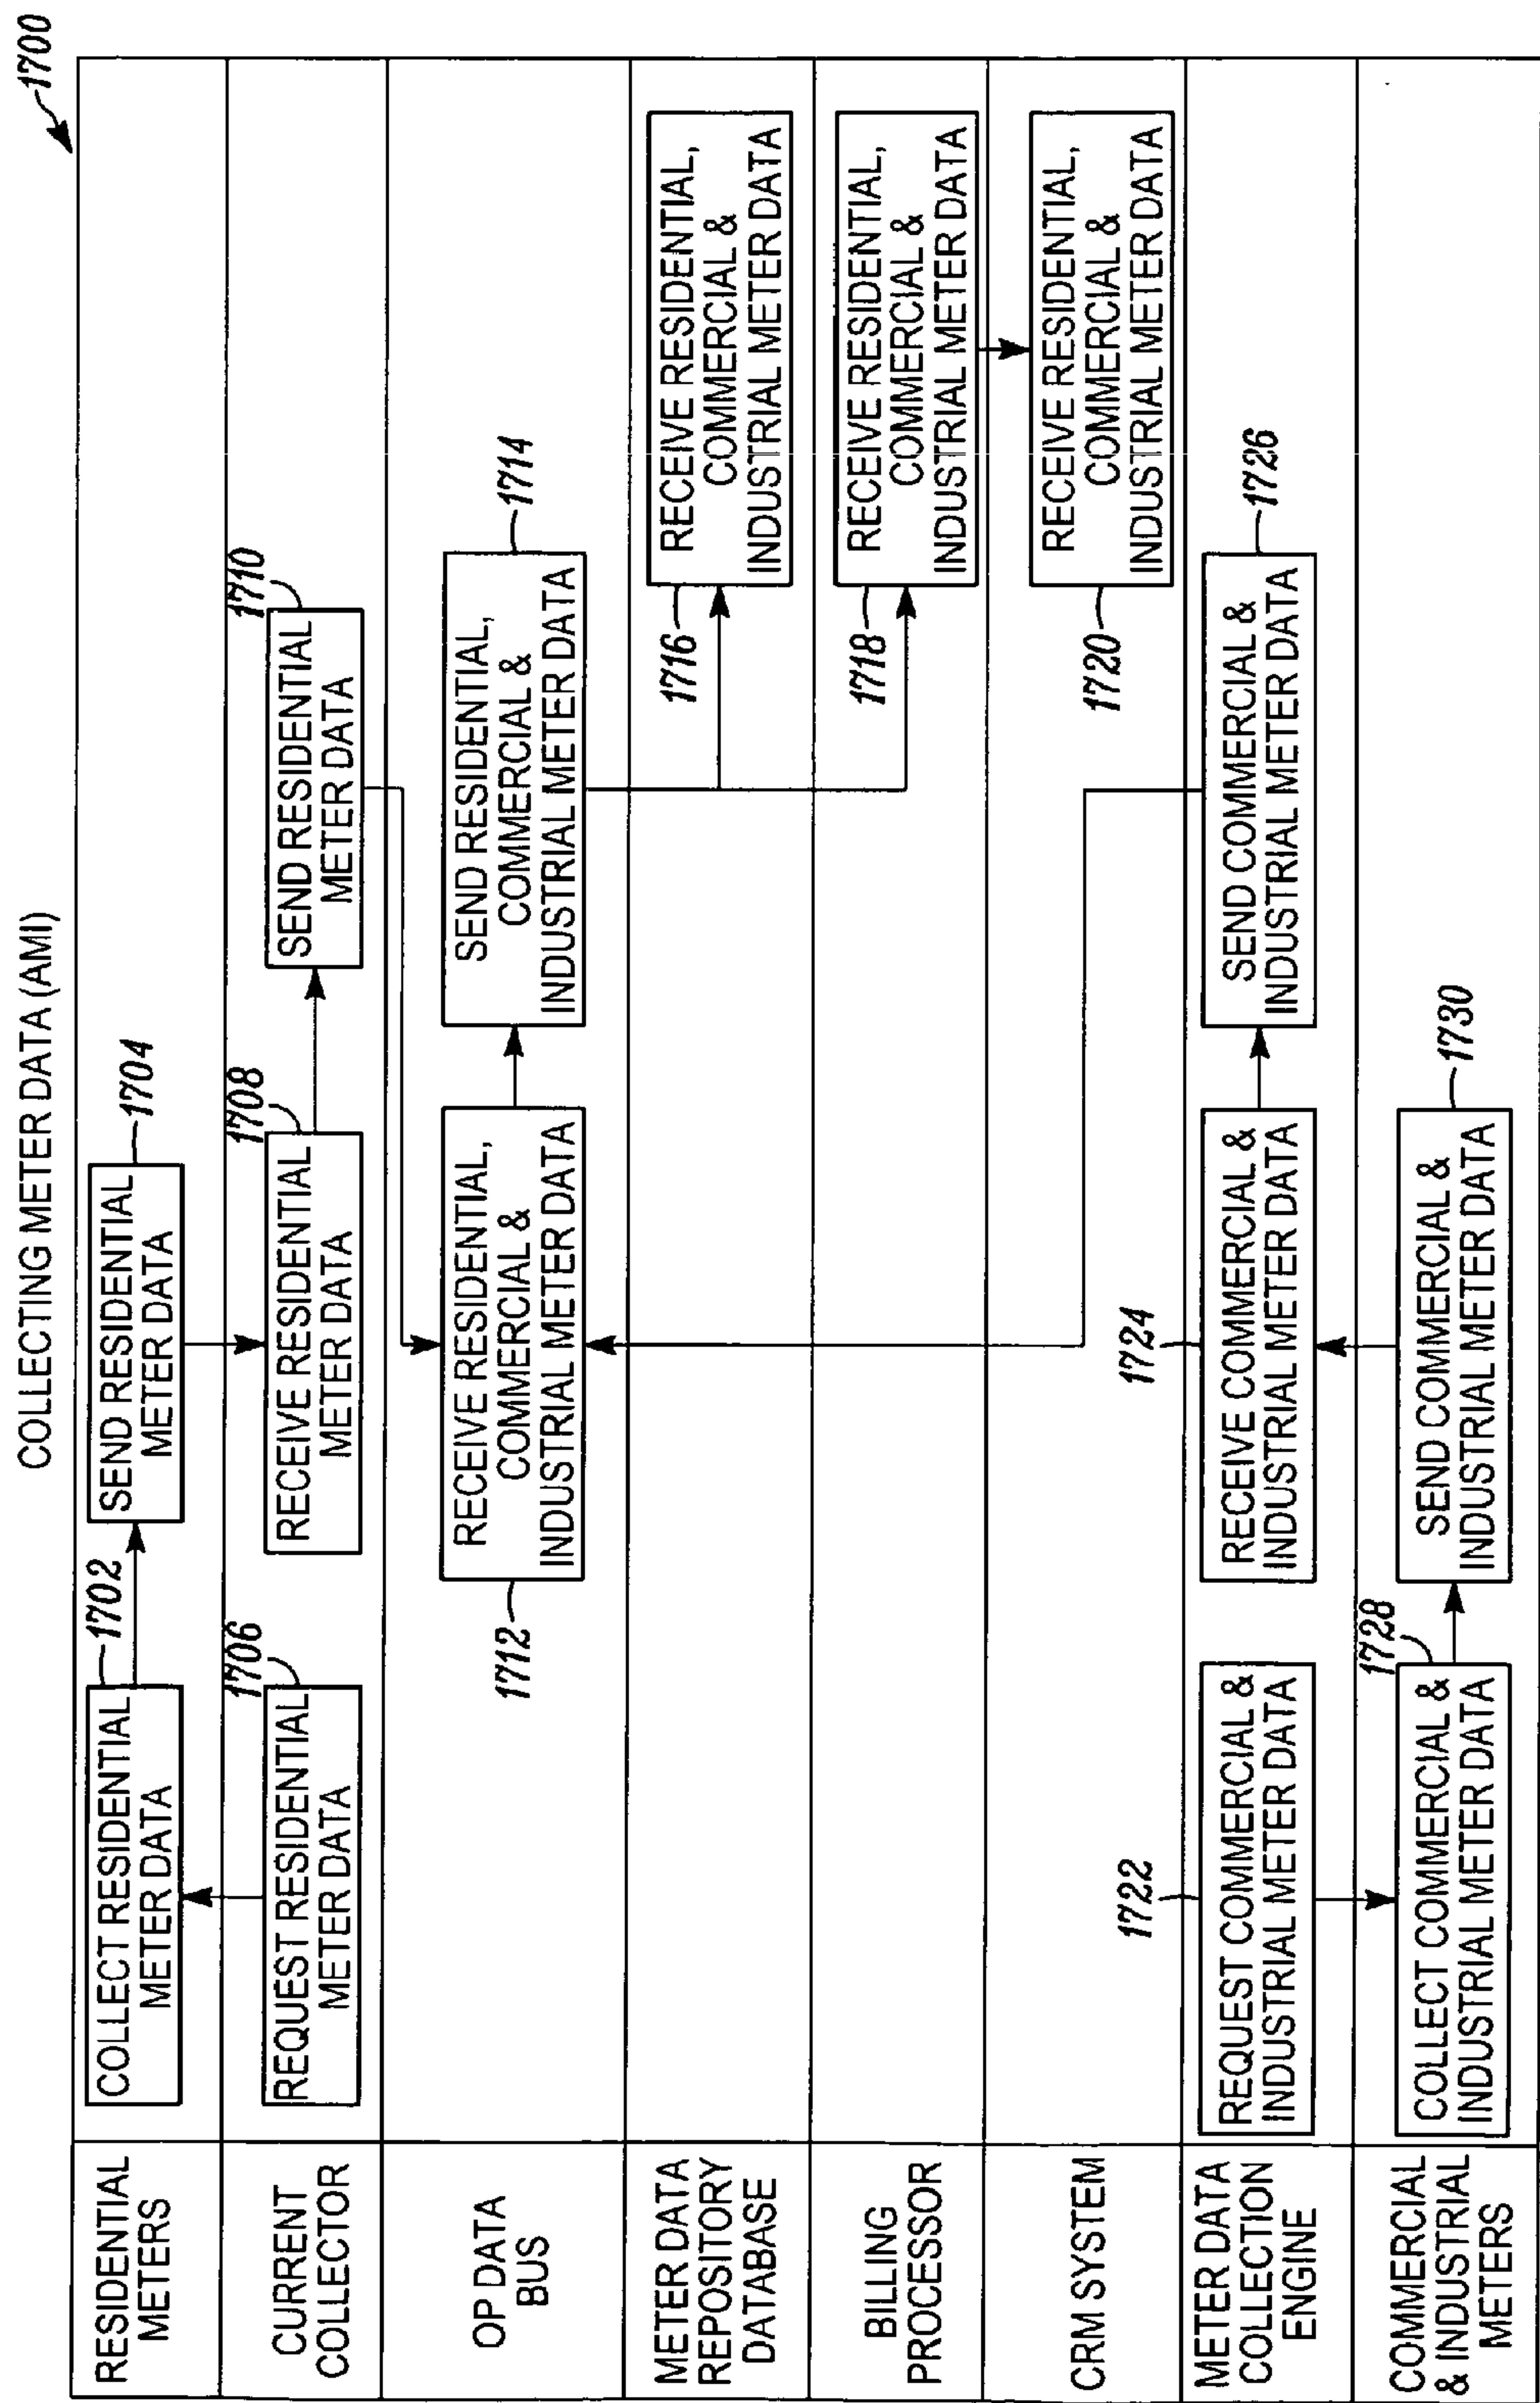 COLLECTING METER DATA (AMI)
1700
RESIDENTIAL
METERS
COLLECT RESIDENTIAL
METER DATA
1702
SEND RESIDENTIAL
METER DATA
1704
CURRENT
COLLECTOR
REQUEST RESIDENTIAL
METER DATA
1706
RECEIVE RESIDENTIAL
METER DATA
1708
SEND RESIDENTIAL
METER DATA
1710
OP DATA
BUS
1712
RECEIVE RESIDENTIAL,
COMMERCIAL &
INDUSTRIAL METER DATA
SEND RESIDENTIAL,
COMMERCIAL &
INDUSTRIAL METER DATA
1714
METER DATA
REPOSITORY
DATABASE
1716
RECEIVE RESIDENTIAL,
COMMERCIAL &
INDUSTRIAL METER DATA
BILLING
PROCESSOR
1718
RECEIVE RESIDENTIAL,
COMMERCIAL &
INDUSTRIAL METER DATA
CRM SYSTEM
1720
RECEIVE RESIDENTIAL,
COMMERCIAL &
INDUSTRIAL METER DATA
METER DATA
COLLECTION
ENGINE
1722
REQUEST COMMERCIAL &
INDUSTRIAL METER DATA
1724
RECEIVE COMMERCIAL &
INDUSTRIAL METER DATA
SEND COMMERCIAL &
INDUSTRIAL METER DATA
1726
COMMERCIAL
& INDUSTRIAL
METERS
COLLECT COMMERCIAL &
INDUSTRIAL METER DATA
1728
SEND COMMERCIAL &
INDUSTRIAL METER DATA
1730